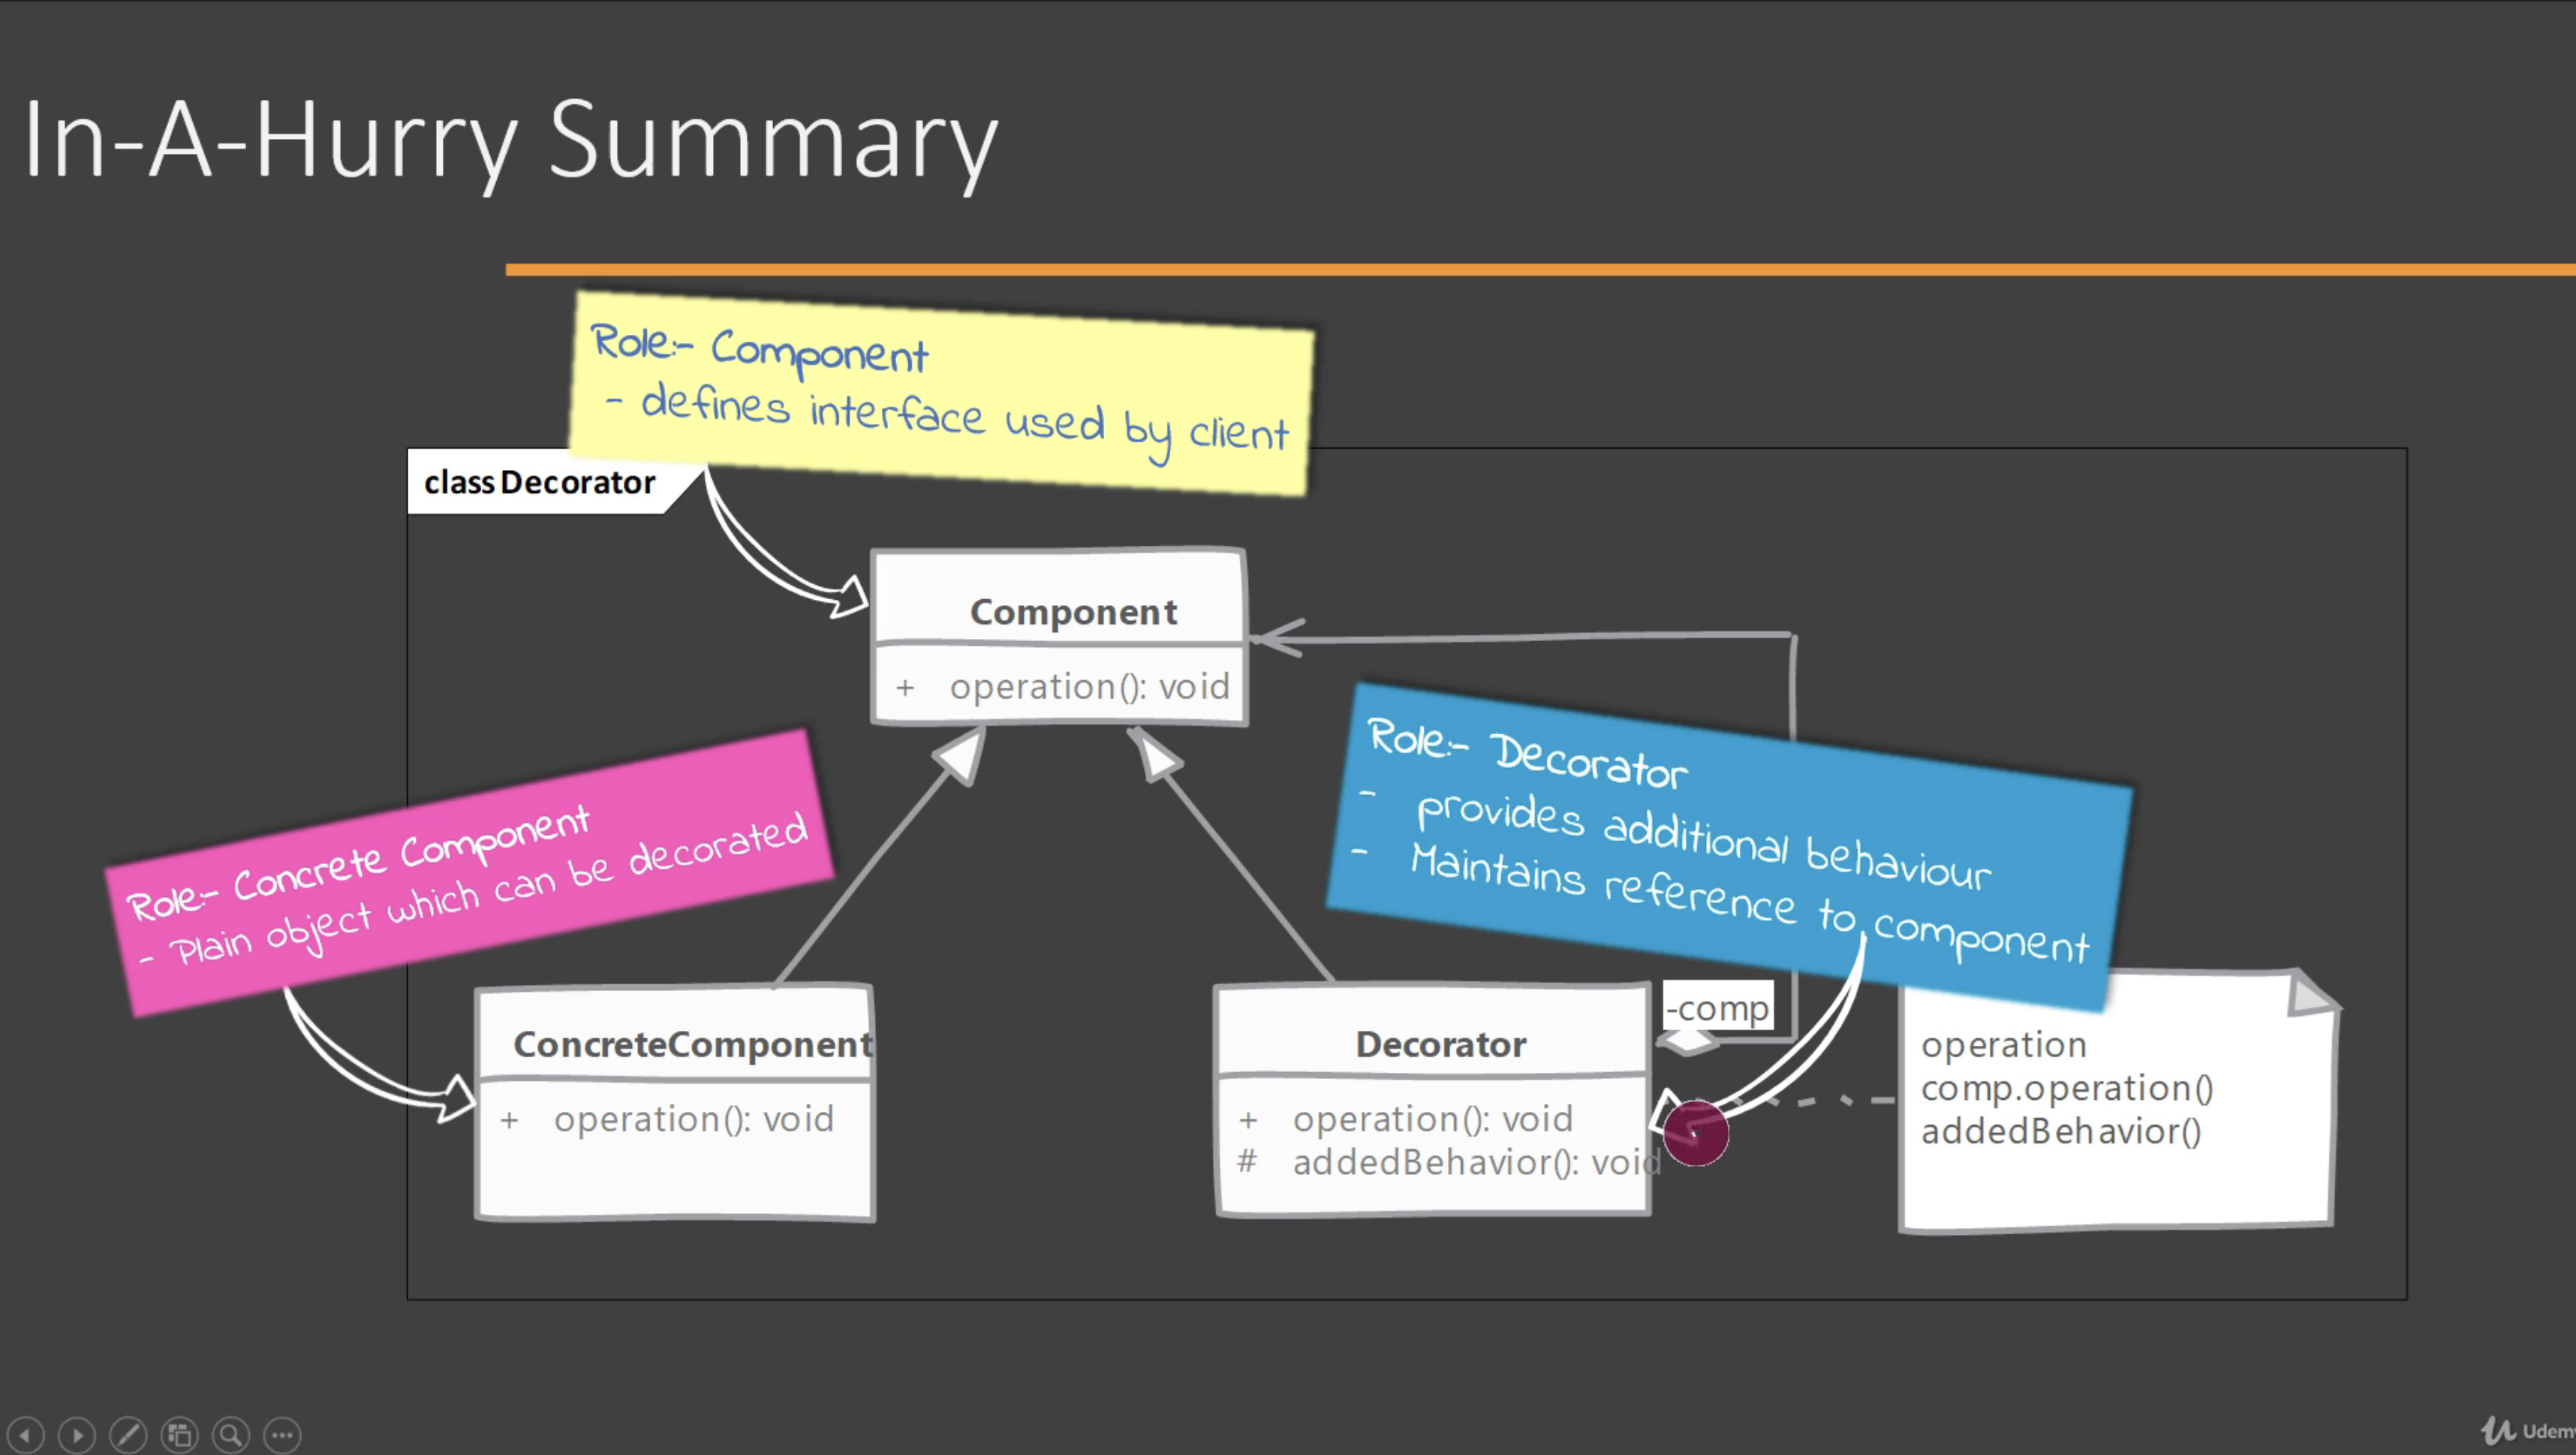 In-A-Hurry Summary
Role:- Component
- defines interface used by client
class Decorator
Component
+ operation(): void
Role:- Concrete Component
- Plain object which can be decorated
Role:- Decorator
- provides additional behaviour
- Maintains reference to component
ConcreteComponent
+ operation(): void
Decorator
+ operation(): void
# addedBehavior(): void
-comp
operation
comp.operation()
addedBehavior()